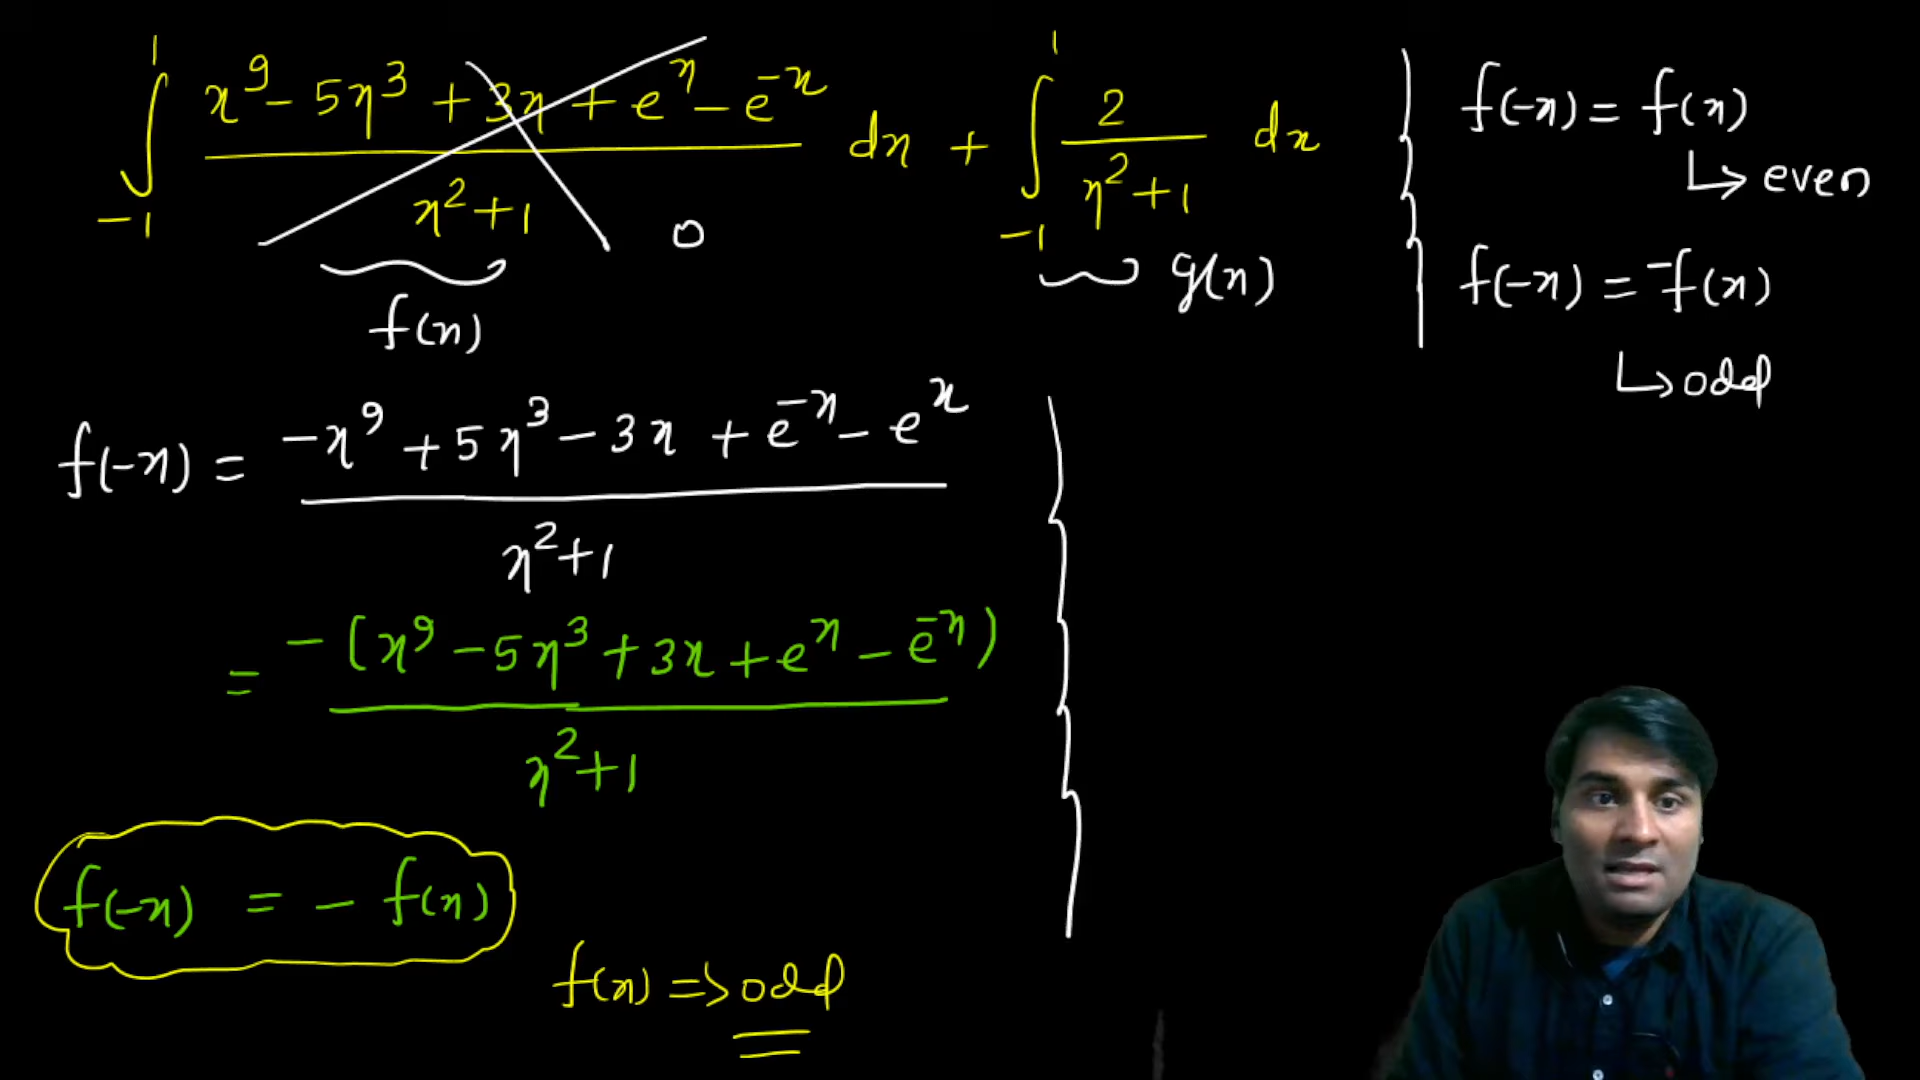 ∫₋₁¹ (x⁹ - 5x³ + 3x + eˣ - e⁻ˣ)/(x² + 1) dx + ∫₋₁¹ 2/(x² + 1) dx
0
f(x)
g(x)
f(-x) = f(x)
↳ even
f(-x) = -f(x)
↳ odd
f(-x) = (-x⁹ + 5x³ - 3x + e⁻ˣ - eˣ)/(x² + 1)
= -(x⁹ - 5x³ + 3x + eˣ - e⁻ˣ)/(x² + 1)
f(-x) = - f(x)
f(x) => odd